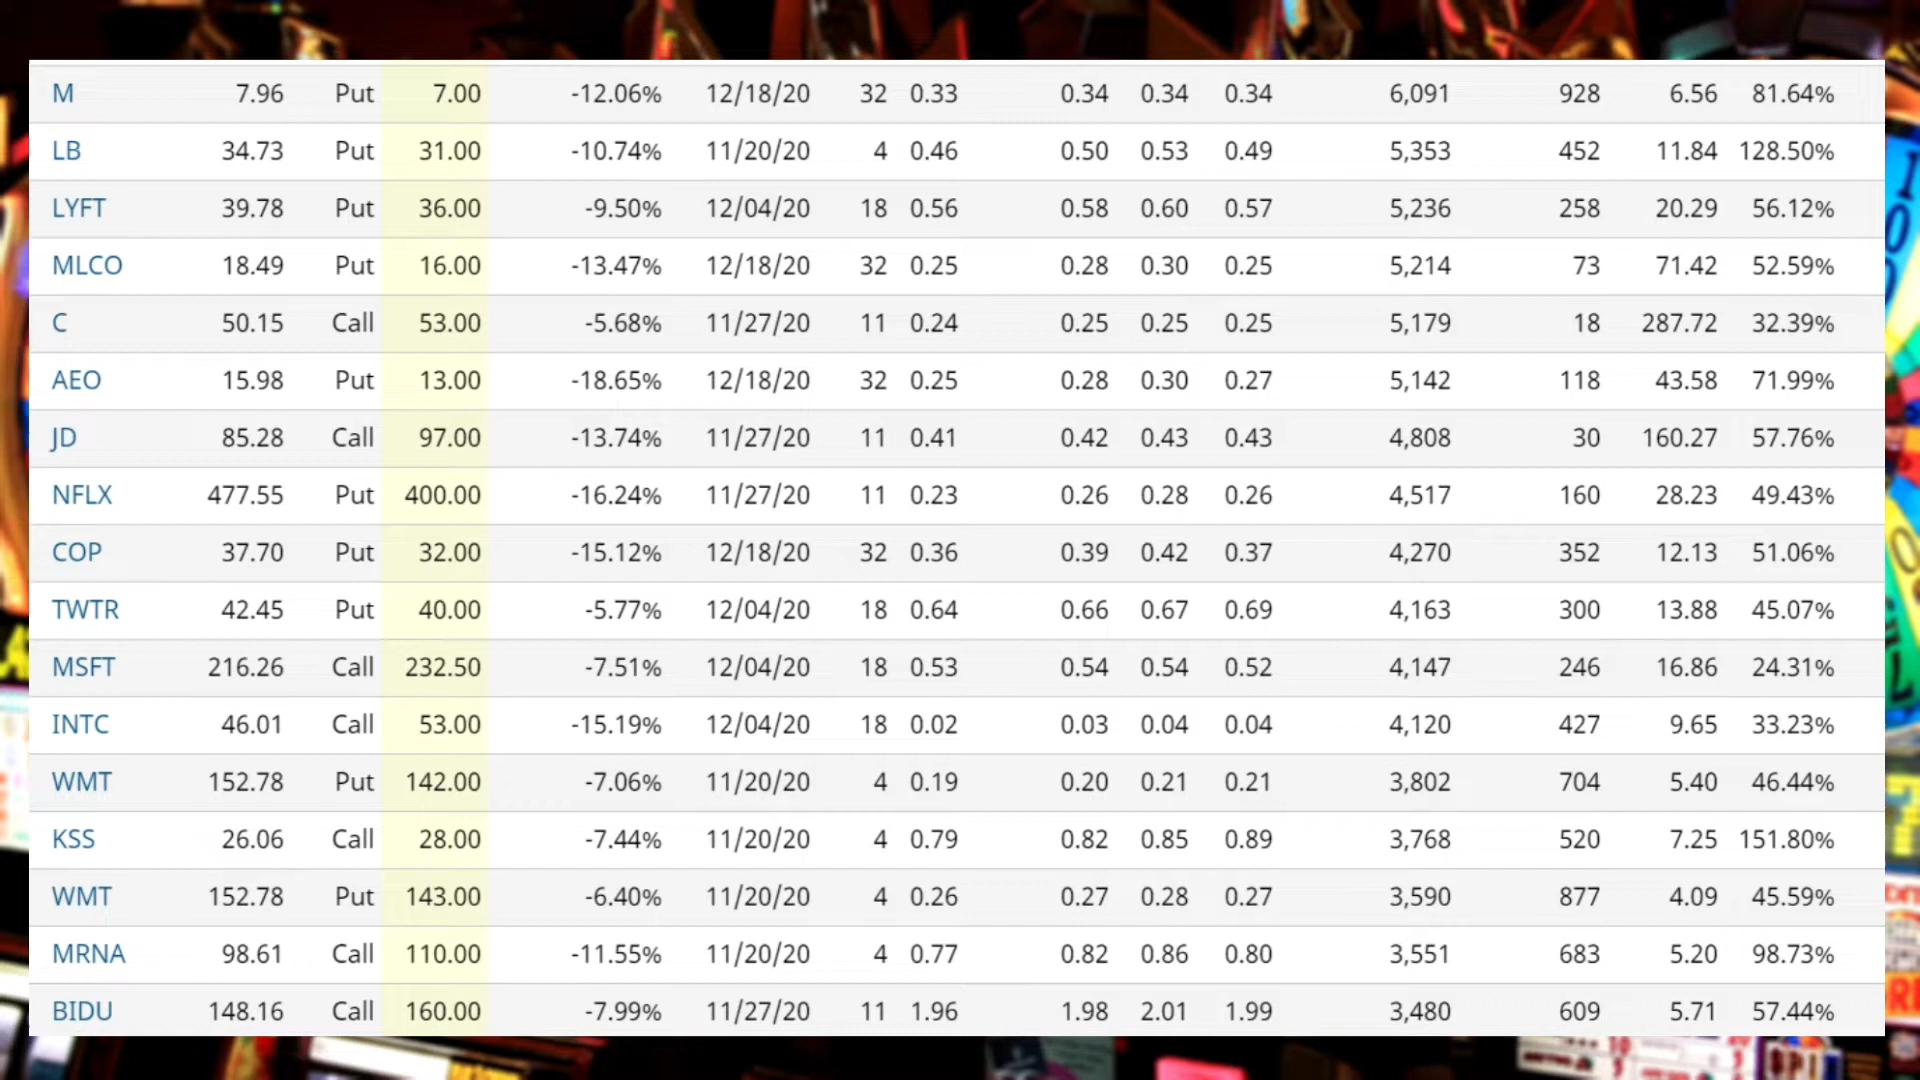 M 7.96 Put 7.00 -12.06% 12/18/20 32 0.33 0.34 0.34 0.34 6,091 928 6.56 81.64%
LB 34.73 Put 31.00 -10.74% 11/20/20 4 0.46 0.50 0.53 0.49 5,353 452 11.84 128.50%
LYFT 39.78 Put 36.00 -9.50% 12/04/20 18 0.56 0.58 0.60 0.57 5,236 258 20.29 56.12%
MLCO 18.49 Put 16.00 -13.47% 12/18/20 32 0.25 0.28 0.30 0.25 5,214 73 71.42 52.59%
C 50.15 Call 53.00 -5.68% 11/27/20 11 0.24 0.25 0.25 0.25 5,179 18 287.72 32.39%
AEO 15.98 Put 13.00 -18.65% 12/18/20 32 0.25 0.28 0.30 0.27 5,142 118 43.58 71.99%
JD 85.28 Call 97.00 -13.74% 11/27/20 11 0.41 0.42 0.43 0.43 4,808 30 160.27 57.76%
NFLX 477.55 Put 400.00 -16.24% 11/27/20 11 0.23 0.26 0.28 0.26 4,517 160 28.23 49.43%
COP 37.70 Put 32.00 -15.12% 12/18/20 32 0.36 0.39 0.42 0.37 4,270 352 12.13 51.06%
TWTR 42.45 Put 40.00 -5.77% 12/04/20 18 0.64 0.66 0.67 0.69 4,163 300 13.88 45.07%
MSFT 216.26 Call 232.50 -7.51% 12/04/20 18 0.53 0.54 0.54 0.52 4,147 246 16.86 24.31%
INTC 46.01 Call 53.00 -15.19% 12/04/20 18 0.02 0.03 0.04 0.04 4,120 427 9.65 33.23%
WMT 152.78 Put 142.00 -7.06% 11/20/20 4 0.19 0.20 0.21 0.21 3,802 704 5.40 46.44%
KSS 26.06 Call 28.00 -7.44% 11/20/20 4 0.79 0.82 0.85 0.89 3,768 520 7.25 151.80%
WMT 152.78 Put 143.00 -6.40% 11/20/20 4 0.26 0.27 0.28 0.27 3,590 877 4.09 45.59%
MRNA 98.61 Call 110.00 -11.55% 11/20/20 4 0.77 0.82 0.86 0.80 3,551 683 5.20 98.73%
BIDU 148.16 Call 160.00 -7.99% 11/27/20 11 1.96 1.98 2.01 1.99 3,480 609 5.71 57.44%